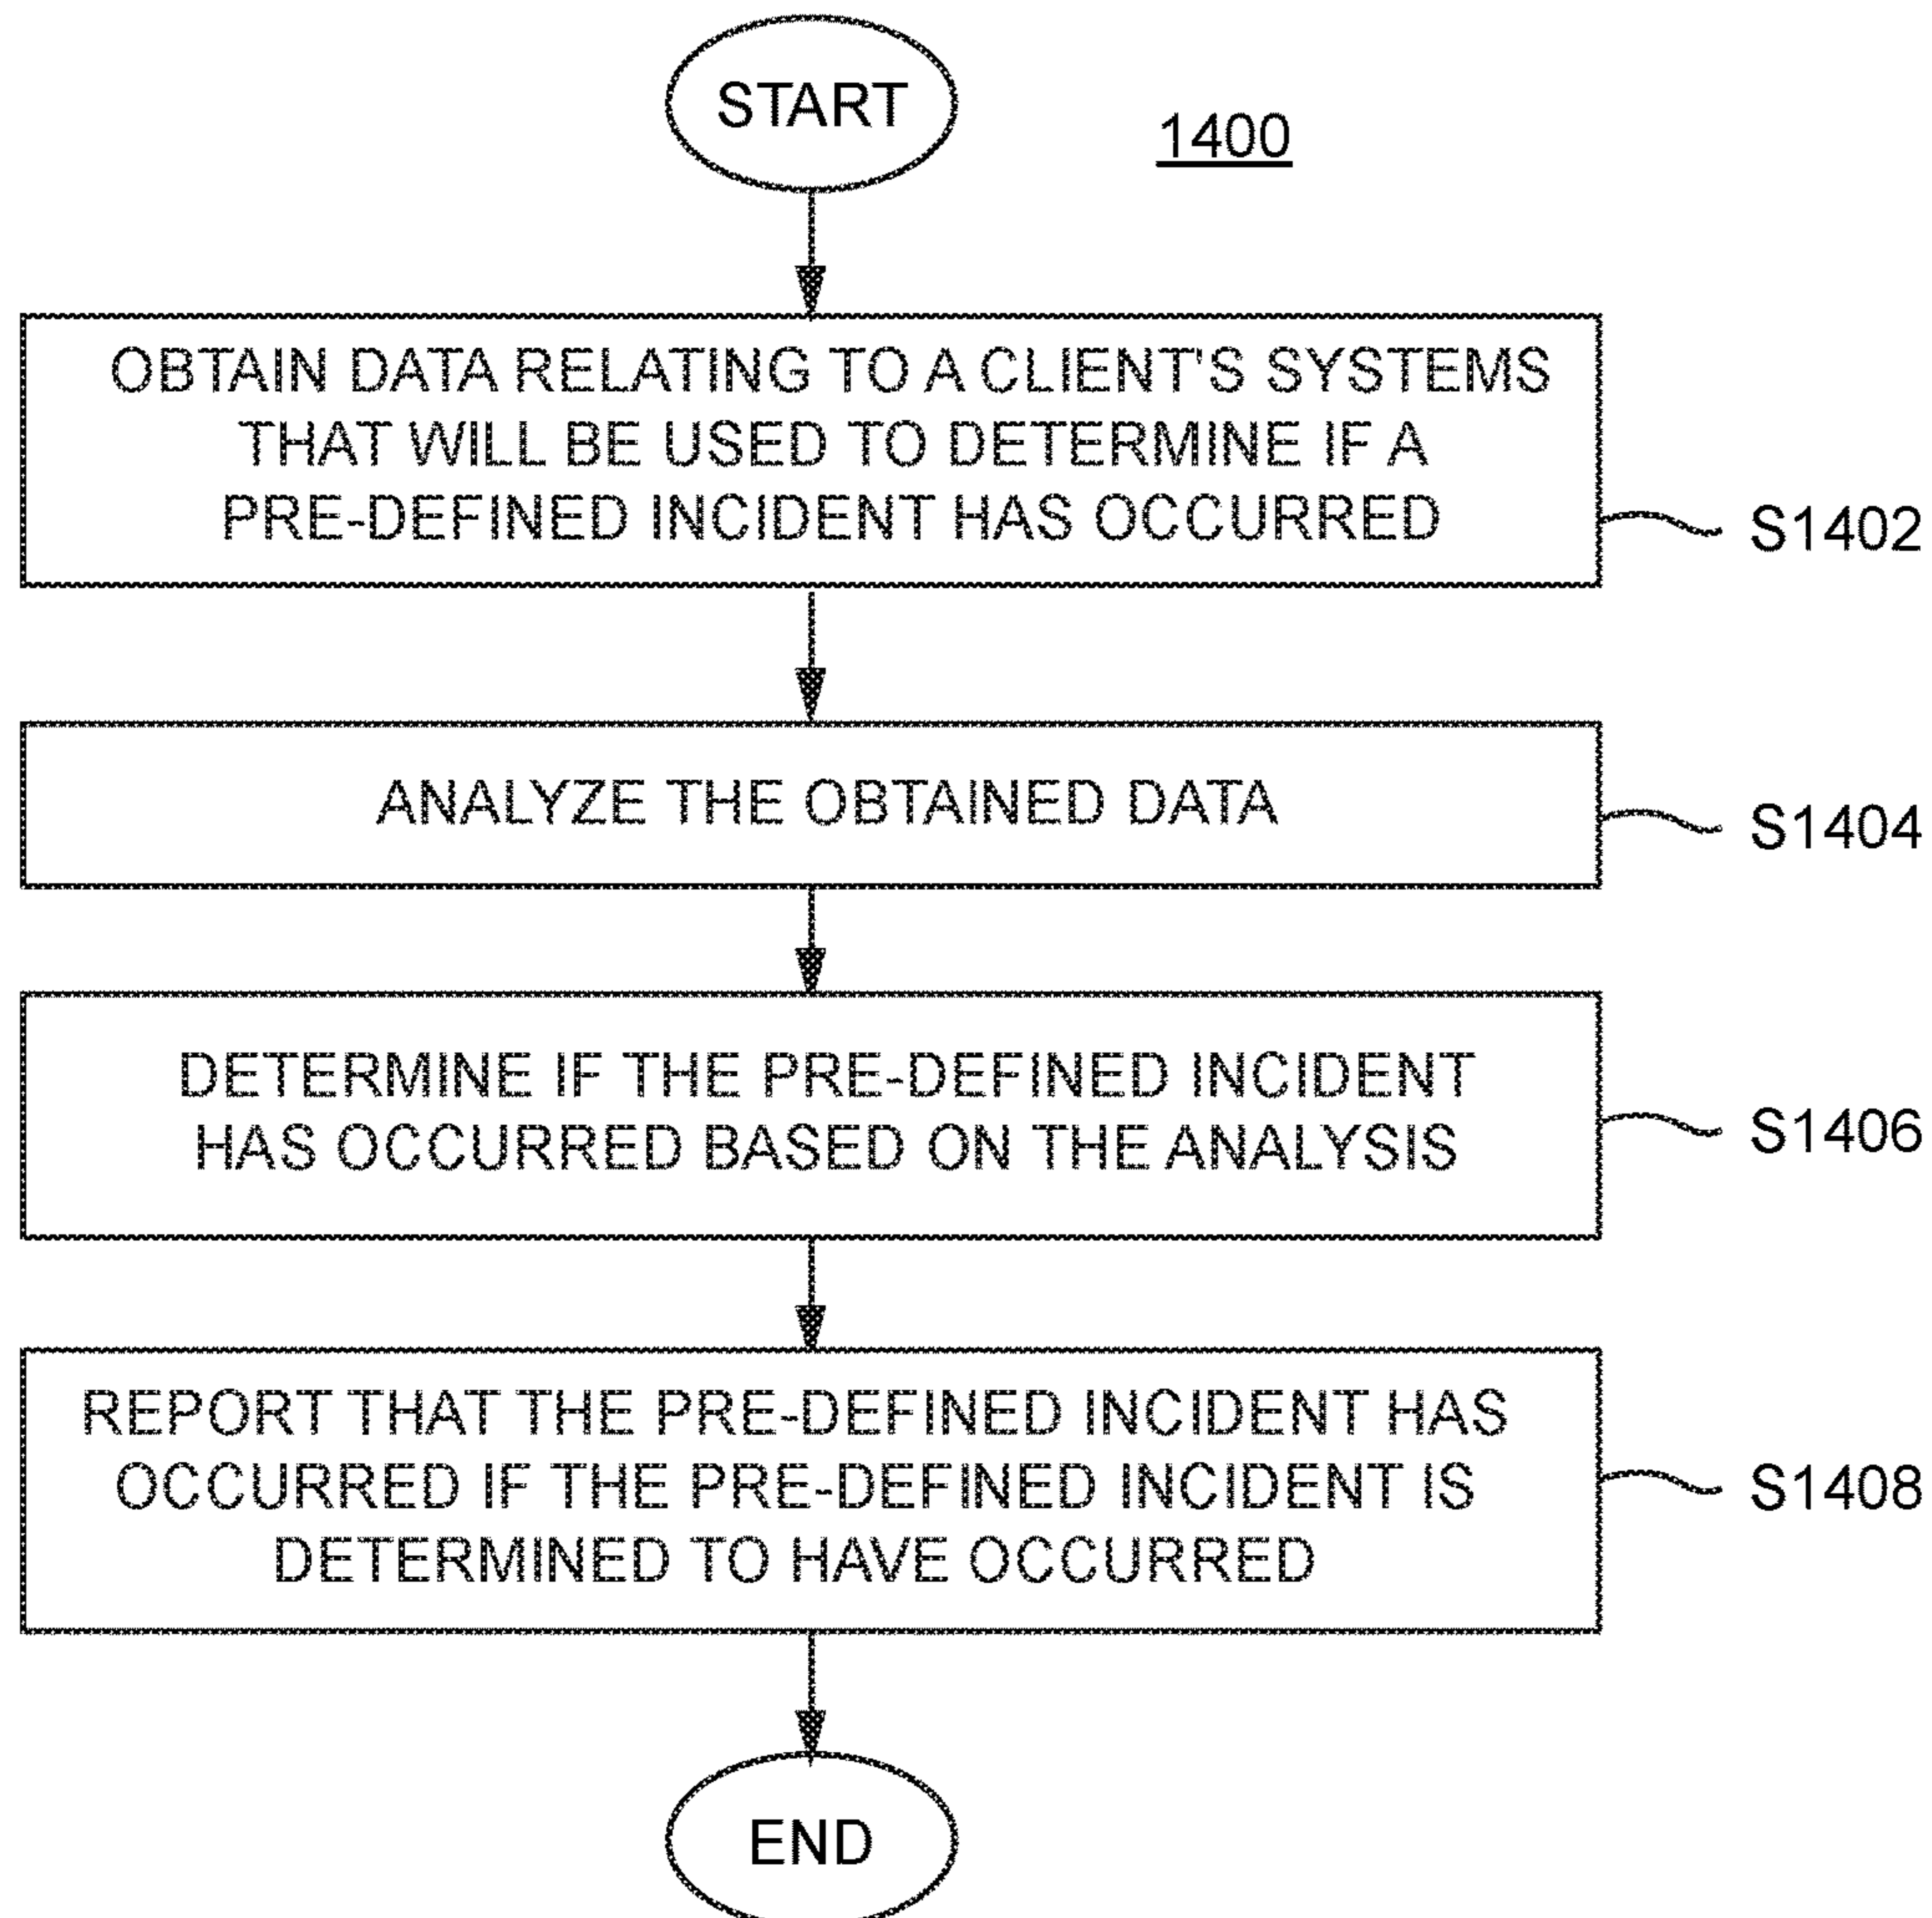 START
1400
OBTAIN DATA RELATING TO A CLIENT'S SYSTEMS
THAT WILL BE USED TO DETERMINE IF A
PRE-DEFINED INCIDENT HAS OCCURRED
S1402
ANALYZE THE OBTAINED DATA
S1404
DETERMINE IF THE PRE-DEFINED INCIDENT
HAS OCCURRED BASED ON THE ANALYSIS
S1406
REPORT THAT THE PRE-DEFINED INCIDENT HAS
OCCURRED IF THE PRE-DEFINED INCIDENT IS
DETERMINED TO HAVE OCCURRED
S1408
END